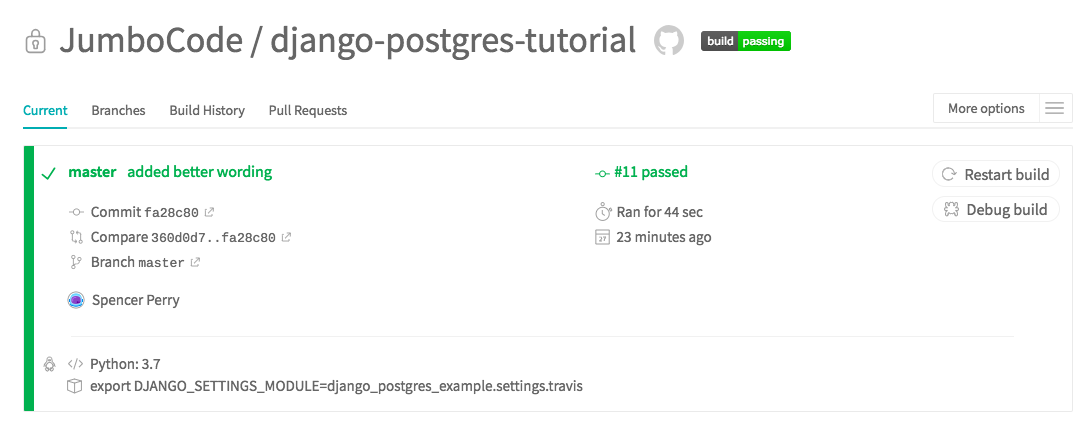 JumboCode / django-postgres-tutorial build passing
Current Branches Build History Pull Requests More options
master added better wording #11 passed Restart build
Commit fa28c80 Ran for 44 sec Debug build
Compare 360d0d7..fa28c80 23 minutes ago
Branch master
Spencer Perry
Python: 3.7
export DJANGO_SETTINGS_MODULE=django_postgres_example.settings.travis